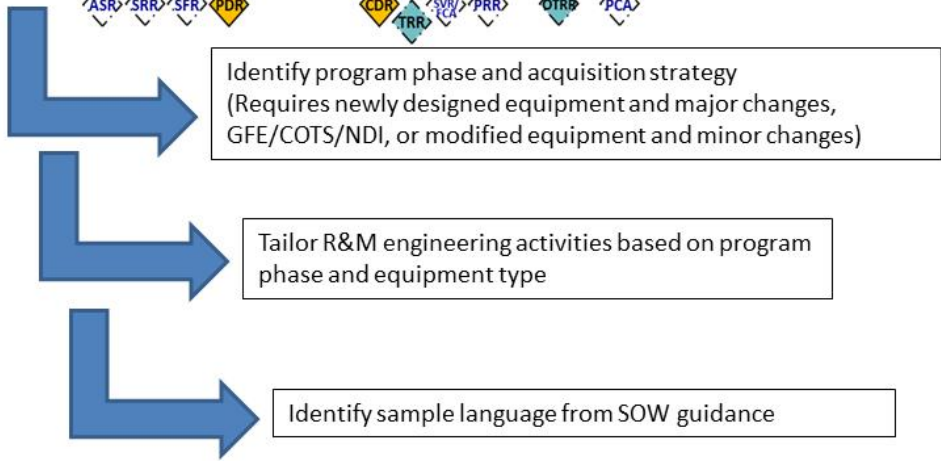 ASR SRR SFR PDR CDR TRR SVR/ FCA PRR OTRR PCA
Identify program phase and acquisition strategy
(Requires newly designed equipment and major changes,
GFE/COTS/NDI, or modified equipment and minor changes)
Tailor R&M engineering activities based on program
phase and equipment type
Identify sample language from SOW guidance